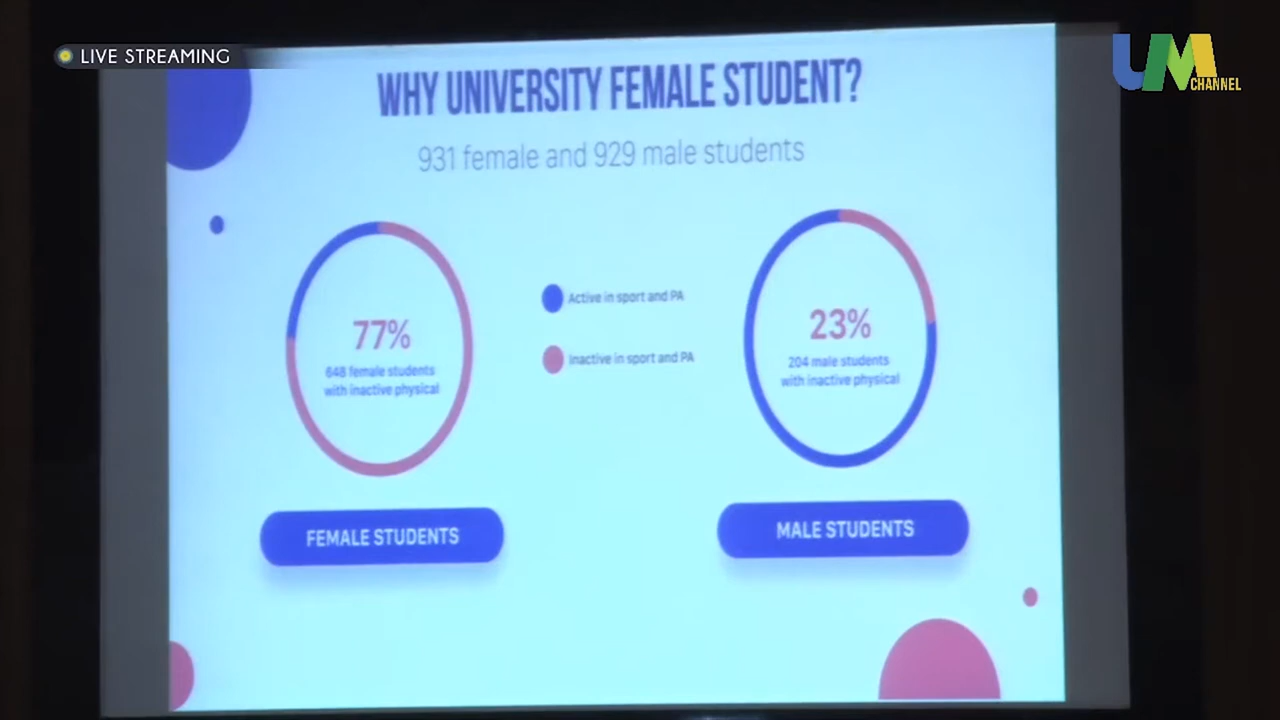 LIVE STREAMING
UM
CHANNEL
WHY UNIVERSITY FEMALE STUDENT?
931 female and 929 male students
77%
648 female students
with inactive physical
Active in sport and PA
Inactive in sport and PA
23%
204 male students
with inactive physical
FEMALE STUDENTS
MALE STUDENTS